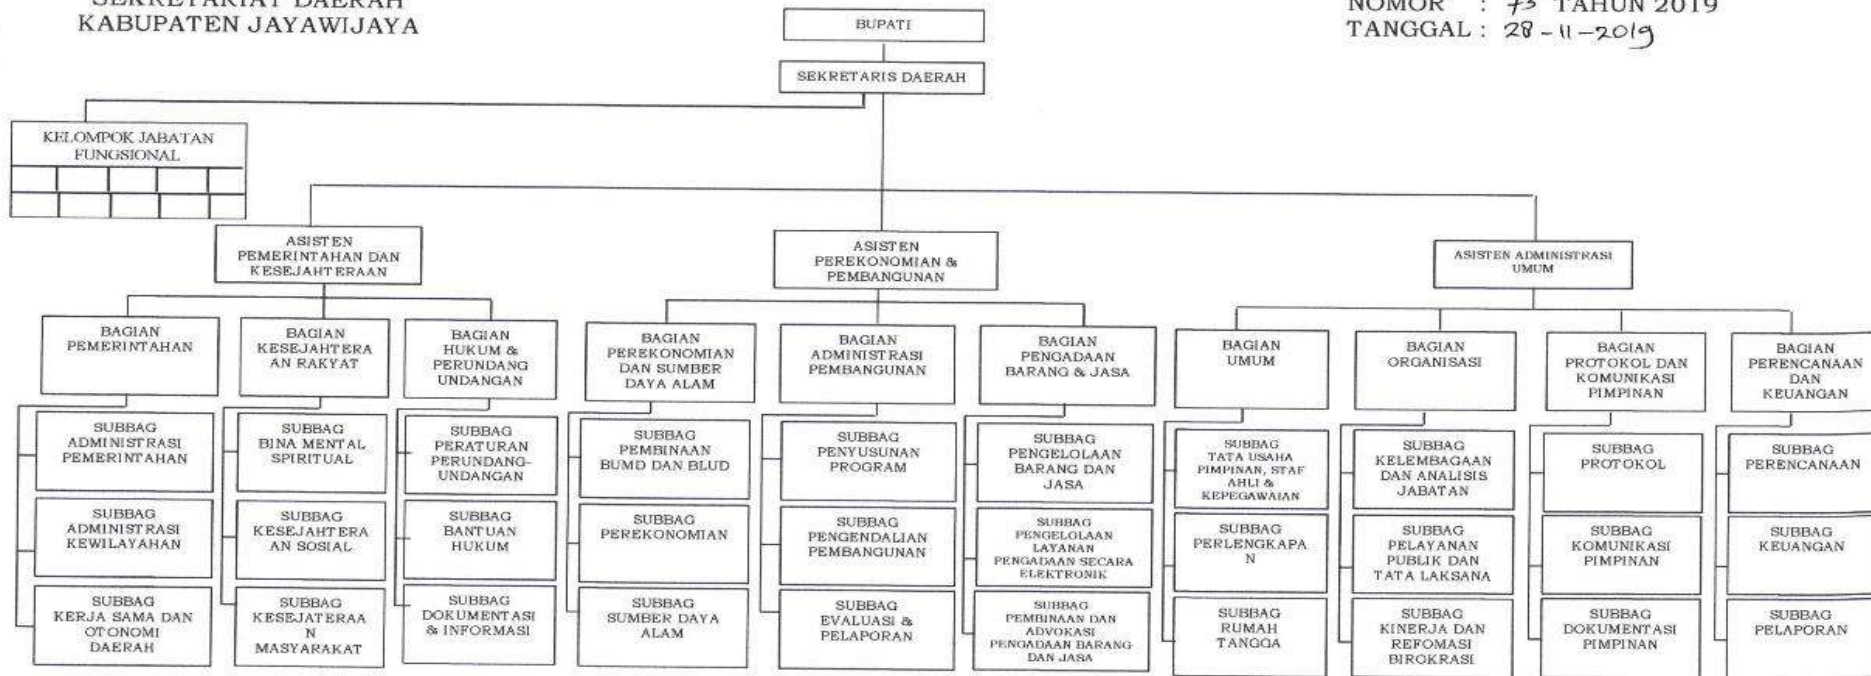 SEKRETARIAT DAERAH
KABUPATEN JAYAWIJAYA
NOMOR : 73 TAHUN 2019
TANGGAL : 28-11-2019
BUPATI
SEKRETARIS DAERAH
KELOMPOK JABATAN
FUNGSIONAL
ASISTEN
PEMERINTAHAN DAN
KESEJAHTERAAN
ASISTEN
PEREKONOMIAN &
PEMBANGUNAN
ASISTEN ADMINISTRASI
UMUM
BAGIAN
PEMERINTAHAN
BAGIAN
KESEJAHTERA
AN RAKYAT
BAGIAN
HUKUM &
PERUNDANG
UNDANGAN
BAGIAN
PEREKONOMIAN
DAN SUMBER
DAYA ALAM
BAGIAN
ADMINISTRASI
PEMBANGUNAN
BAGIAN
PENGADAAN
BARANG & JASA
BAGIAN
UMUM
BAGIAN
ORGANISASI
BAGIAN
PROTOKOL DAN
KOMUNIKASI
PIMPINAN
BAGIAN
PERENCANAAN
DAN
KEUANGAN
SUBBAG
ADMINISTRASI
PEMERINTAHAN
SUBBAG
BINA MENTAL
SPIRITUAL
SUBBAG
PERATURAN
PERUNDANG-
UNDANGAN
SUBBAG
PEMBINAAN
BUMD DAN BLUD
SUBBAG
PENYUSUNAN
PROGRAM
SUBBAG
PENGELOLAAN
BARANG DAN
JASA
SUBBAG
TATA USAHA
PIMPINAN, STAF
AHLI &
KEPEGAWAIAN
SUBBAG
KELEMBAGAAN
DAN ANALISIS
JABATAN
SUBBAG
PROTOKOL
SUBBAG
PERENCANAAN
SUBBAG
ADMINISTRASI
KEWILAYAHAN
SUBBAG
KESEJAHTERA
AN SOSIAL
SUBBAG
BANTUAN
HUKUM
SUBBAG
PEREKONOMIAN
SUBBAG
PENGENDALIAN
PEMBANGUNAN
SUBBAG
PENGELOLAAN
LAYANAN
PENGADAAN SECARA
ELEKTRONIK
SUBBAG
PERLENGKAPA
N
SUBBAG
PELAYANAN
PUBLIK DAN
TATA LAKSANA
SUBBAG
KOMUNIKASI
PIMPINAN
SUBBAG
KEUANGAN
SUBBAG
KERJA SAMA DAN
OTONOMI
DAERAH
SUBBAG
KESEJATERAA
N
MASYARAKAT
SUBBAG
DOKUMENTASI
& INFORMASI
SUBBAG
SUMBER DAYA
ALAM
SUBBAG
EVALUASI &
PELAPORAN
SUBBAG
PEMBINAAN DAN
ADVOKASI
PENGADAAN BARANG
DAN JASA
SUBBAG
RUMAH
TANGGA
SUBBAG
KINERJA DAN
REFOMASI
BIROKRASI
SUBBAG
DOKUMENTASI
PIMPINAN
SUBBAG
PELAPORAN